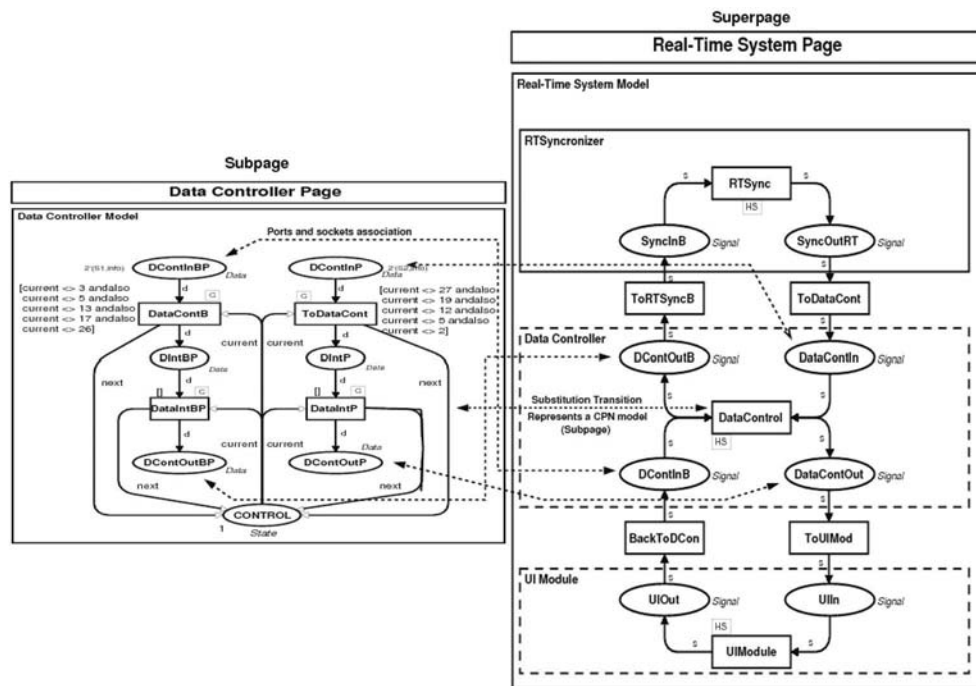 Superpage
Real-Time System Page
Real-Time System Model
RTSyncronizer
s
RTSync
s
HS
SyncInB
Signal
SyncOutRT
Signal
s
s
ToRTSyncB
ToDataCont
s
s
Data Controller
DContOutB
Signal
DataContIn
Signal
s
s
Substitution Transition
Represents a CPN model
(Subpage)
DataControl
HS
s
s
DContInB
Signal
DataContOut
Signal
s
s
BackToDCon
ToUIMod
s
s
UI Module
UIOut
Signal
UIIn
Signal
HS
s
UIModule
s
Subpage
Data Controller Page
Data Controller Model
Ports and sockets association
DContInBP
Data
DContInP
Data
d
d
[current <> 3 andalso
current <> 5 andalso
current <> 13 andalso
current <> 17 andalso
current <> 26]
G
DataContB
G
ToDataCont
[current <> 27 andalso
current <> 19 andalso
current <> 12 andalso
current <> 5 andalso
current <> 2]
d
d
current
current
DIntBP
Data
DIntP
Data
next
next
d
d
[]
G
DataIntBP
[]
G
DataIntP
d
d
current
current
DContOutBP
Data
DContOutP
Data
next
next
CONTROL
1
State